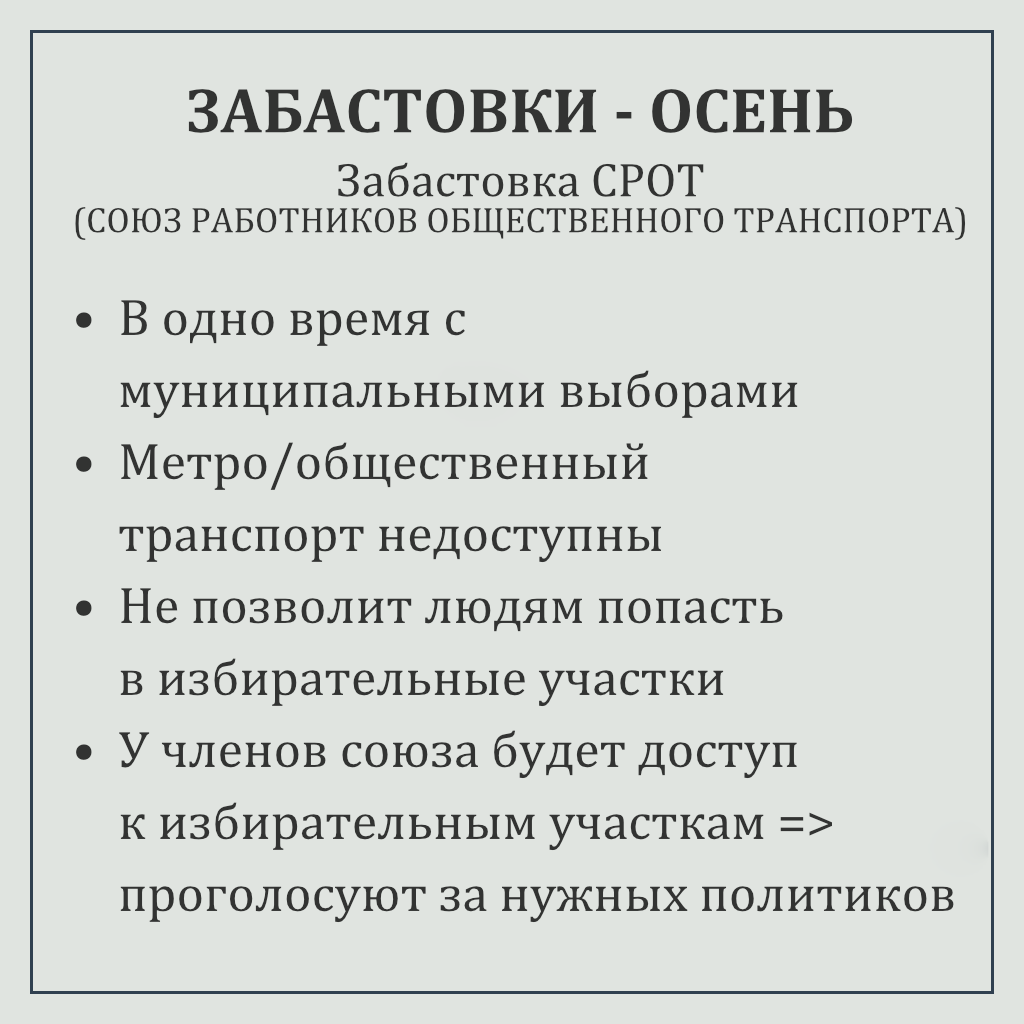 ЗАБАСТОВКИ - ОСЕНЬ
Забастовка СРОТ
(СОЮЗ РАБОТНИКОВ ОБЩЕСТВЕННОГО ТРАНСПОРТА)
• В одно время с
муниципальными выборами
• Метро/общественный
транспорт недоступны
• Не позволит людям попасть
в избирательные участки
• У членов союза будет доступ
к избирательным участкам =>
проголосуют за нужных политиков